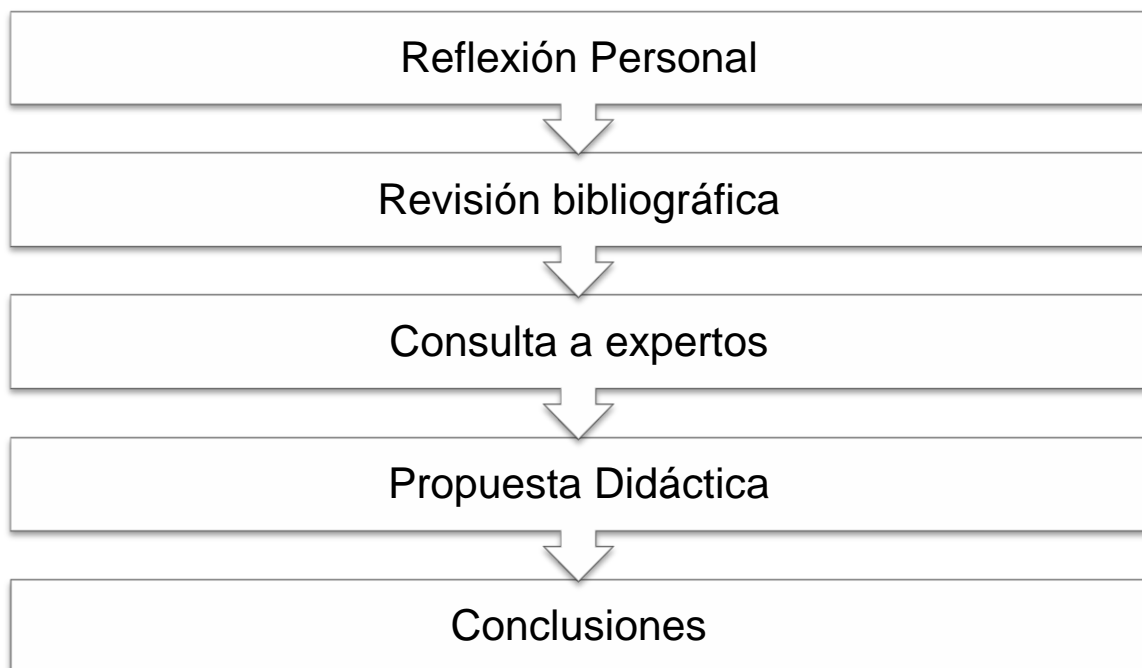 Reflexión Personal
Revisión bibliográfica
Consulta a expertos
Propuesta Didáctica
Conclusiones